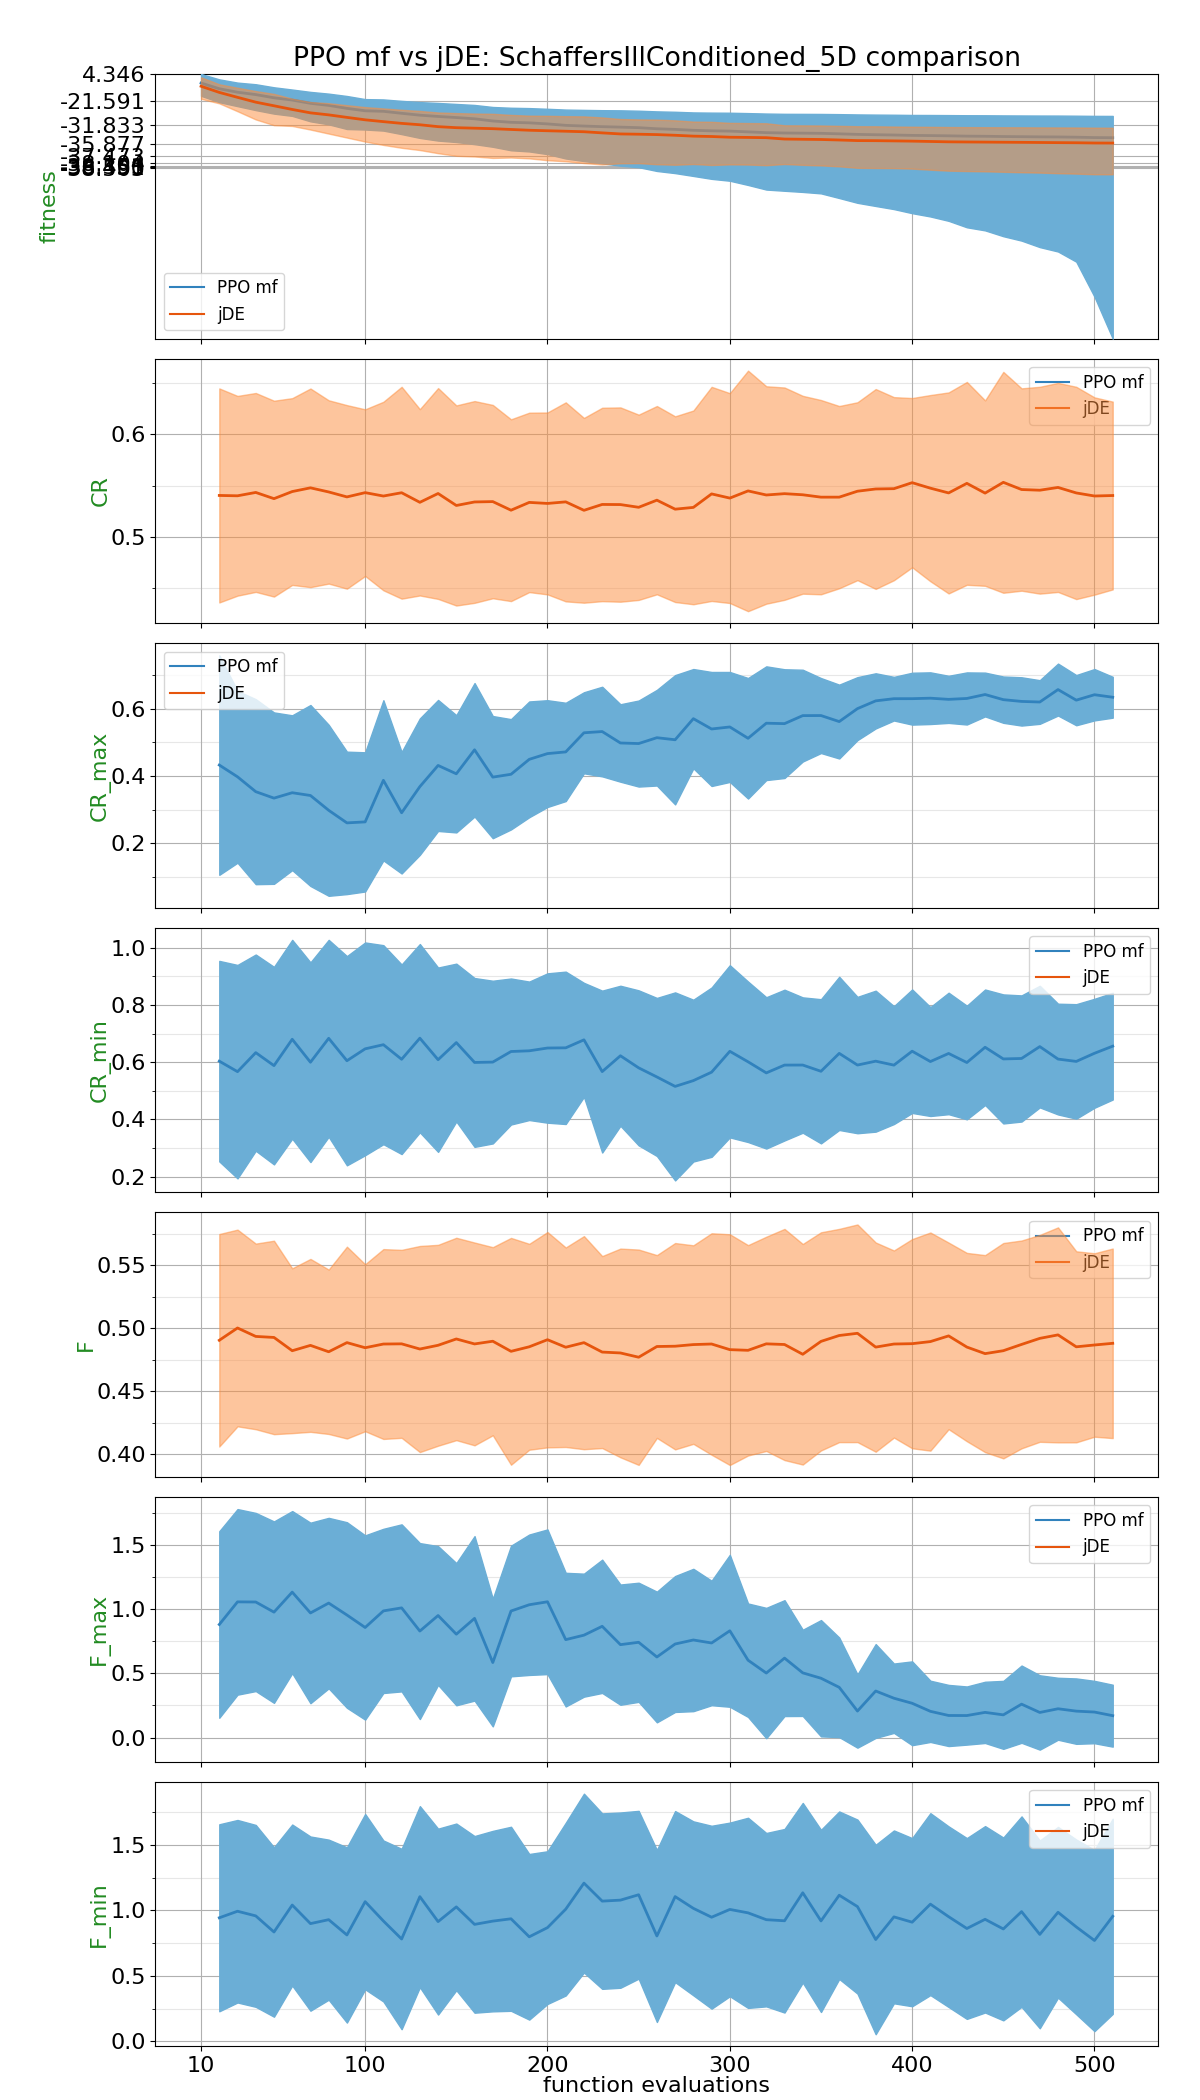 PPO mf vs jDE: SchaffersIllConditioned_5D comparison
4.346
-21.591
-31.833
-35.877
fitness
PPO mf
jDE
PPO mf
jDE
0.6
0.5
CR
PPO mf
jDE
0.6
0.4
0.2
CR_max
PPO mf
jDE
1.0
0.8
0.6
0.4
0.2
CR_min
PPO mf
jDE
0.55
0.50
0.45
0.40
F
PPO mf
jDE
1.5
1.0
0.5
0.0
F_max
PPO mf
jDE
1.5
1.0
0.5
0.0
F_min
10 100 200 300 400 500
function evaluations